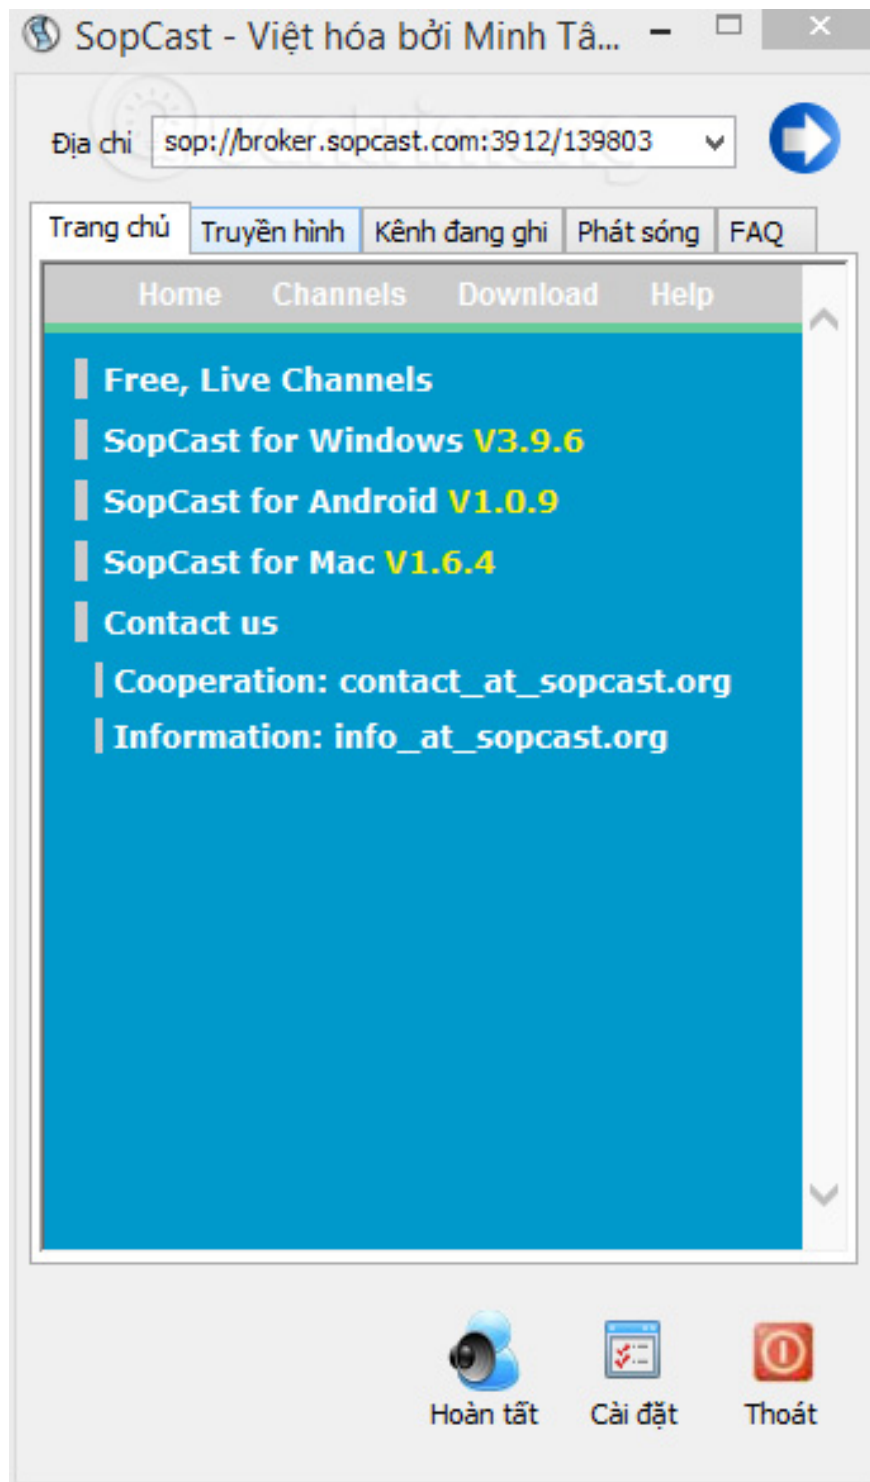 SopCast - Việt hóa bởi Minh Tâ...
Quantrimang
Địa chỉ sop://broker.sopcast.com:3912/139803
Trang chủ Truyền hình Kênh đang ghi Phát sóng FAQ
Home Channels Download Help
Free, Live Channels
SopCast for Windows V3.9.6
SopCast for Android V1.0.9
SopCast for Mac V1.6.4
Contact us
Cooperation: contact_at_sopcast.org
Information: info_at_sopcast.org
Hoàn tất Cài đặt Thoát